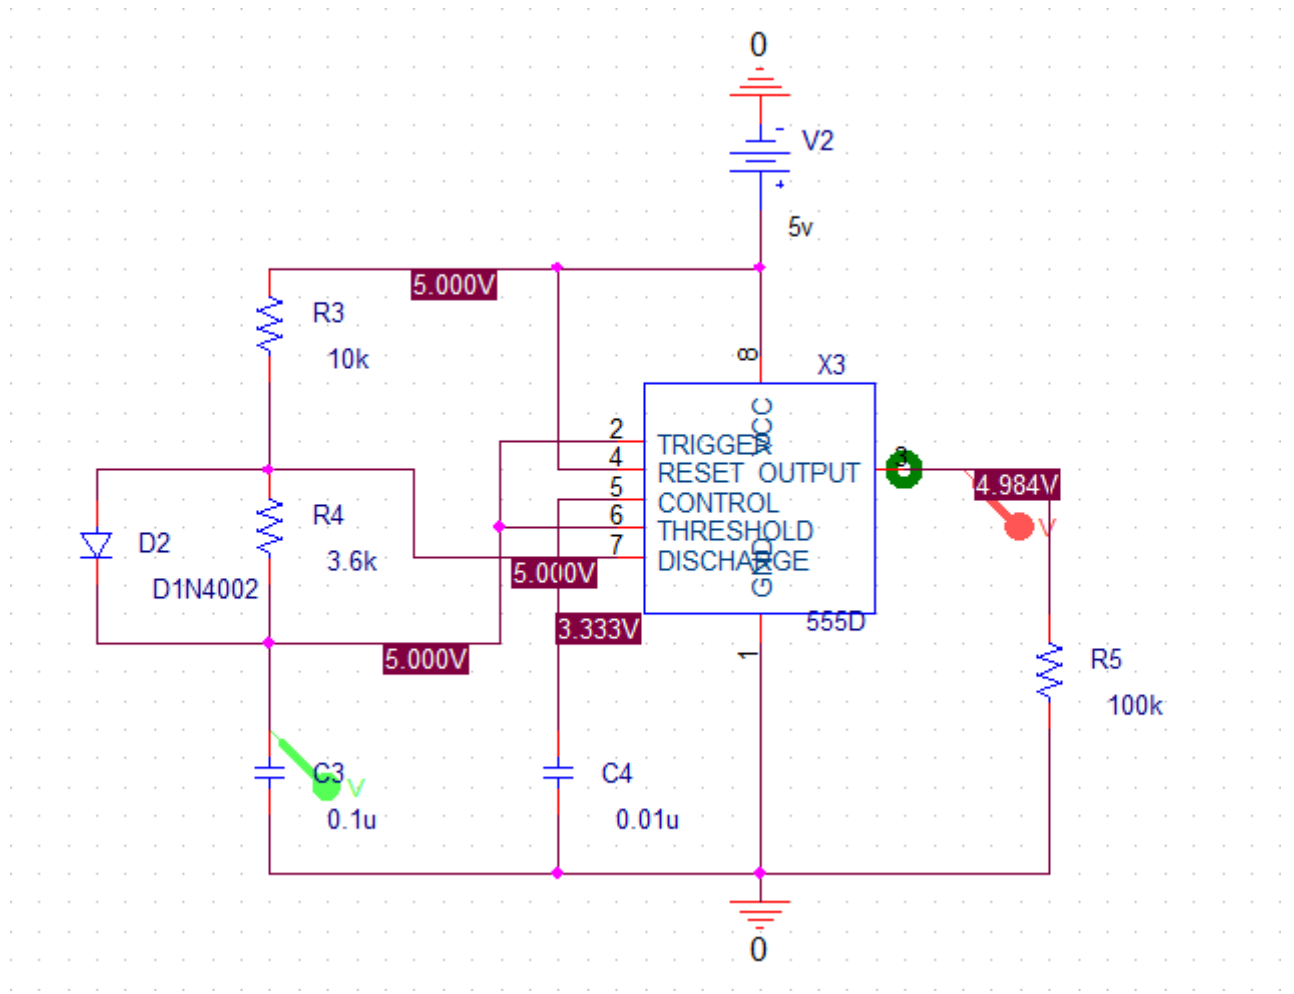 0
-
V2
+
5v
5.000V
R3
10k
8
X3
VCC
2
TRIGGER
4
RESET OUTPUT
3
5
CONTROL
4.984V
V
6
THRESHOLD
7
DISCHARGE
GND
R4
3.6k
D2
D1N4002
5.000V
3.333V
555D
5.000V
1
R5
100k
C3
V
0.1u
C4
0.01u
0